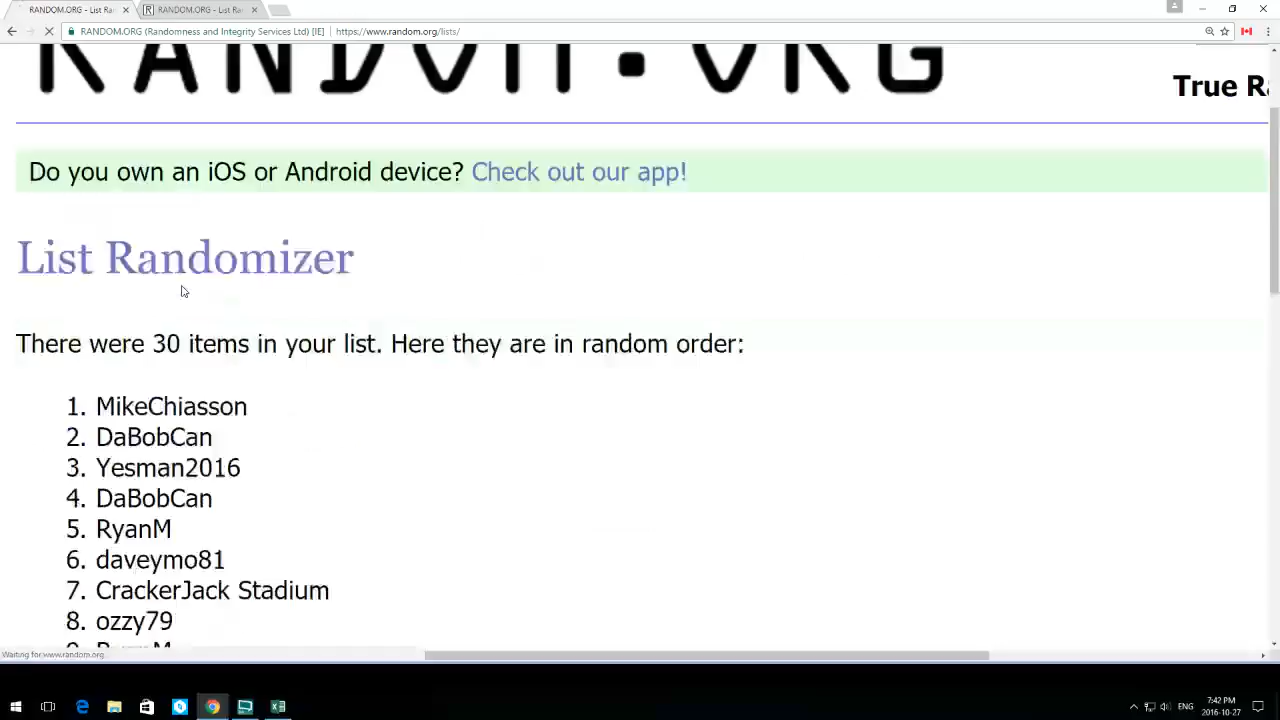 RANDOM.ORG - List Ra
RANDOM.ORG - List Ra
RANDOM.ORG (Randomness and Integrity Services Ltd) [IE]
https://www.random.org/lists/
RANDOM.ORG
True Ra
Do you own an iOS or Android device? Check out our app!
List Randomizer
There were 30 items in your list. Here they are in random order:
1. MikeChiasson
2. DaBobCan
3. Yesman2016
4. DaBobCan
5. RyanM
6. daveymo81
7. CrackerJack Stadium
8. ozzy79
9. RyanM
Waiting for www.random.org...
ENG
7:42 PM
2016-10-27